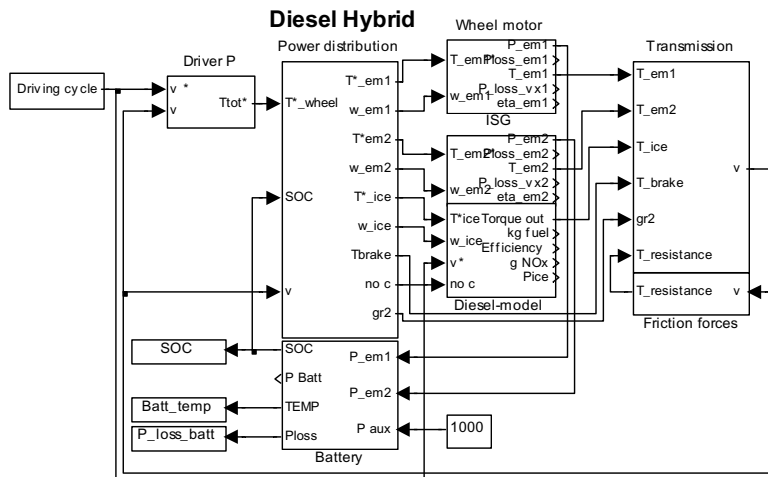 Diesel Hybrid
Driving cycle
Driver P
v *
v
Ttot*
Power distribution
T*_wheel
SOC
v
T*_em1
w_em1
T*em2
w_em2
T*_ice
w_ice
Tbrake
no c
gr2
Wheel motor
T_em1*
w_em1
P_em1
Ploss_em1
T_em1
P_loss_vx1
eta_em1
ISG
T_em2*
w_em2
P_em2
Ploss_em2
T_em2
P_loss_vx2
eta_em2
T*ice
w_ice
v*
no c
Torque out
kg fuel
Efficiency
g NOx
Pice
Diesel-model
Transmission
T_em1
T_em2
T_ice
T_brake
gr2
T_resistance
v
T_resistance
v
Friction forces
SOC
Batt_temp
P_loss_batt
SOC
P Batt
TEMP
Ploss
P_em1
P_em2
P aux
Battery
1000